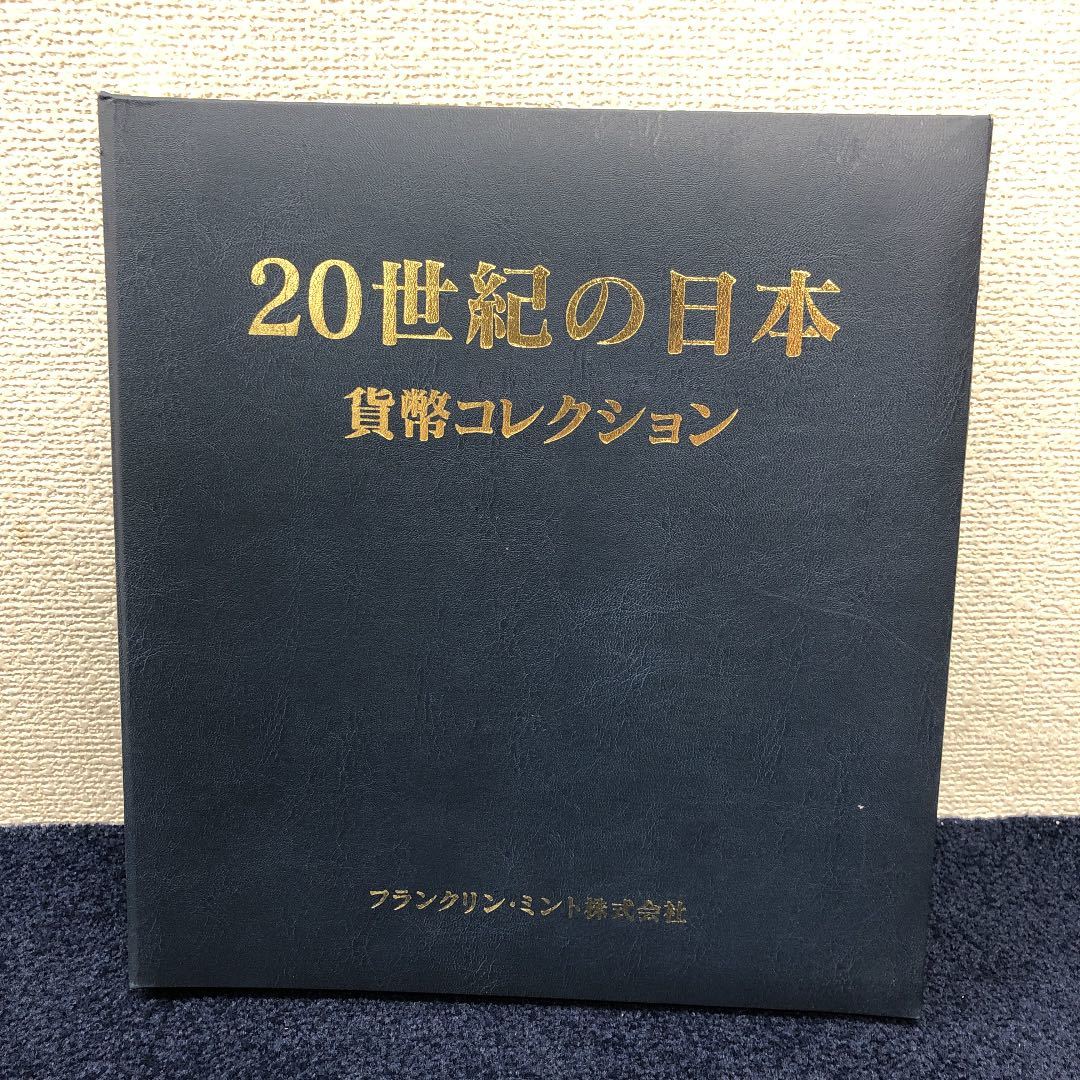 20世紀の日本
貨幣コレクション
フランクリン・ミント株式会社